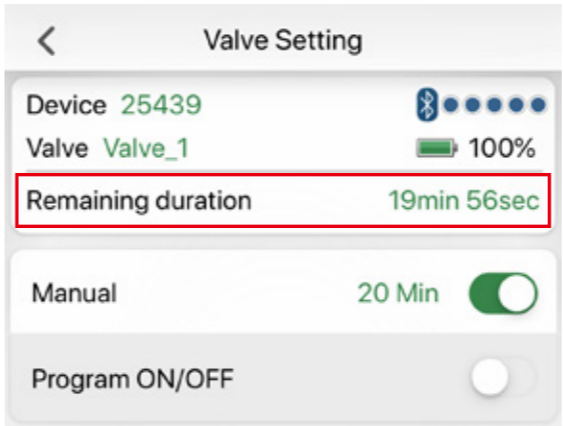 Valve Setting
Device 25439
Valve Valve_1 100%
Remaining duration 19min 56sec
Manual 20 Min
Program ON/OFF